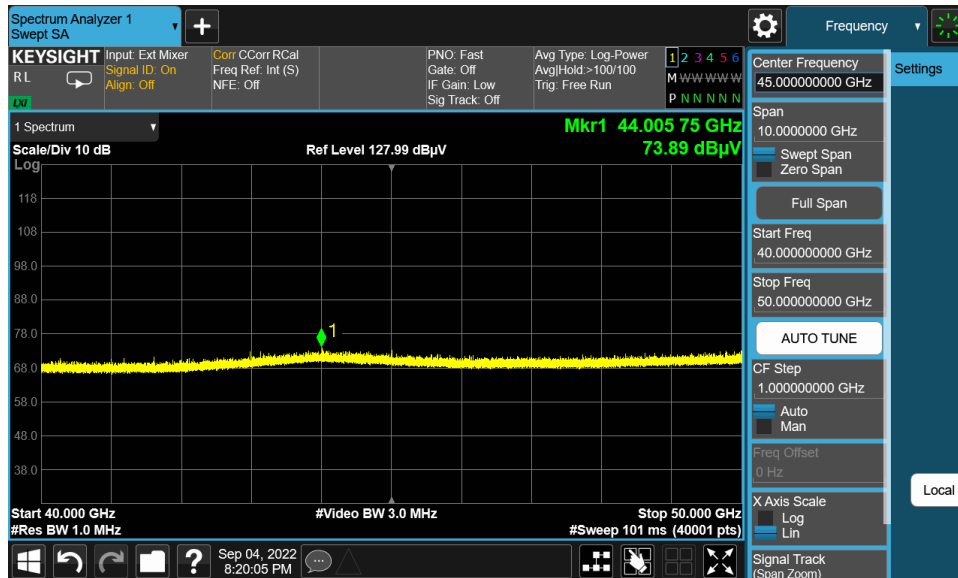 Spectrum Analyzer 1
Swept SA
Frequency
KEYSIGHT
RL
LXI
Input: Ext Mixer
Signal ID: On
Align: Off
Corr CCorr RCal
Freq Ref: Int (S)
NFE: Off
PNO: Fast
Gate: Off
IF Gain: Low
Sig Track: Off
Avg Type: Log-Power
Avg|Hold:>100/100
Trig: Free Run
1 2 3 4 5 6
M W W W W W
P N N N N N
1 Spectrum
Mkr1 44.005 75 GHz
Scale/Div 10 dB
Ref Level 127.99 dBµV
73.89 dBµV
Log
118
108
98.0
88.0
78.0
68.0
58.0
48.0
38.0
1
Start 40.000 GHz
#Video BW 3.0 MHz
Stop 50.000 GHz
#Res BW 1.0 MHz
#Sweep 101 ms (40001 pts)
?
Sep 04, 2022
8:20:05 PM
Center Frequency
45.000000000 GHz
Settings
Span
10.0000000 GHz
Swept Span
Zero Span
Full Span
Start Freq
40.000000000 GHz
Stop Freq
50.000000000 GHz
AUTO TUNE
CF Step
1.000000000 GHz
Auto
Man
Freq Offset
0 Hz
X Axis Scale
Log
Lin
Local
Signal Track
(Span Zoom)